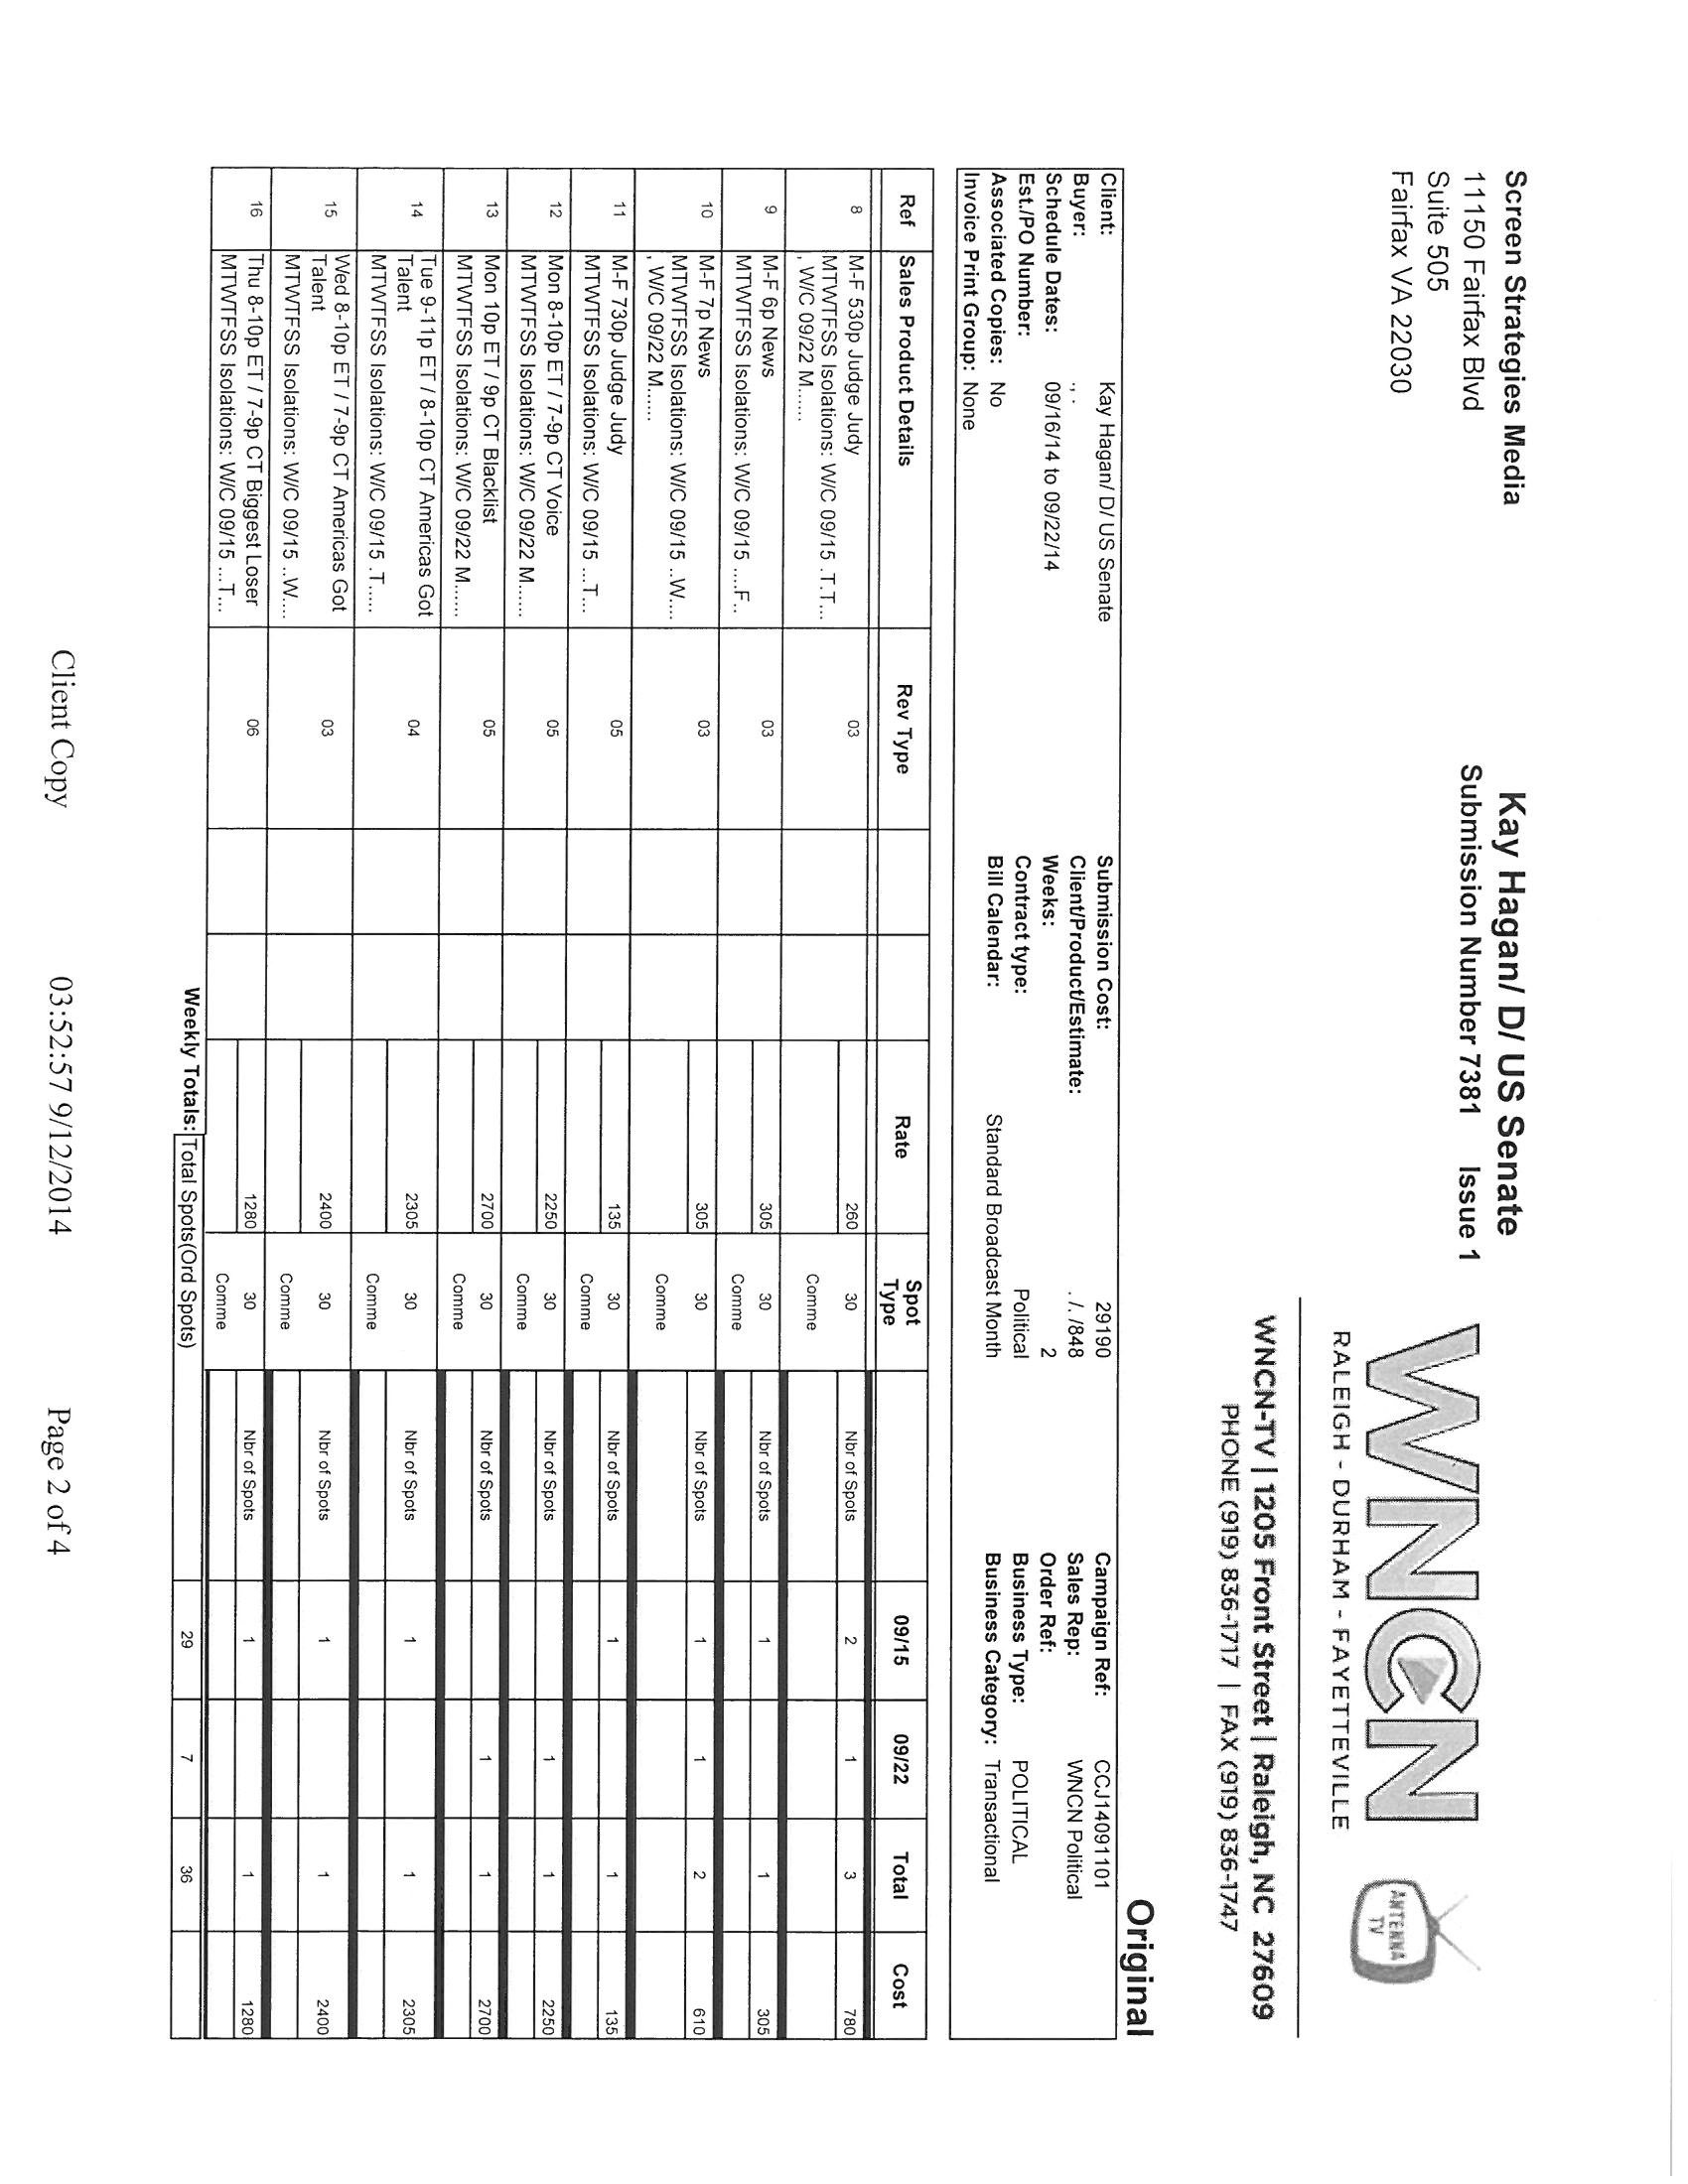 Screen Strategies Media
11150 Fairfax Blvd
Suite 505
Fairfax VA 22030
Kay Hagan/ D/ US Senate
Submission Number 7381 Issue 1
WNCN
RALEIGH - DURHAM - FAYETTEVILLE
ANTENNA
TV
WNCN-TV | 1205 Front Street | Raleigh, NC 27609
PHONE (919) 836-1717 | FAX (919) 836-1747
Original
Client: Kay Hagan/ D/ US Senate Submission Cost: 29190 Campaign Ref: CCJ14091101
Buyer: ., . Client/Product/Estimate: . /. /848 Sales Rep: WNCN Political
Schedule Dates: 09/16/14 to 09/22/14 Weeks: 2 Order Ref:
Est./PO Number: Contract type: Political Business Type: POLITICAL
Associated Copies: No Bill Calendar: Standard Broadcast Month Business Category: Transactional
Invoice Print Group: None
Ref Sales Product Details Rev Type Rate Spot Type 09/15 09/22 Total Cost
8 M-F 530p Judge Judy 03 260 30 Nbr of Spots 2 1 3 780
MTWTFSS Isolations: W/C 09/15 .T.T... Comme
, W/C 09/22 M......
9 M-F 6p News 03 305 30 Nbr of Spots 1 1 305
MTWTFSS Isolations: W/C 09/15 ....F.. Comme
10 M-F 7p News 03 305 30 Nbr of Spots 1 1 2 610
MTWTFSS Isolations: W/C 09/15 ..W.... Comme
, W/C 09/22 M......
11 M-F 730p Judge Judy 05 135 30 Nbr of Spots 1 1 135
MTWTFSS Isolations: W/C 09/15 ...T... Comme
12 Mon 8-10p ET / 7-9p CT Voice 05 2250 30 Nbr of Spots 1 1 2250
MTWTFSS Isolations: W/C 09/22 M...... Comme
13 Mon 10p ET / 9p CT Blacklist 05 2700 30 Nbr of Spots 1 1 2700
MTWTFSS Isolations: W/C 09/22 M...... Comme
14 Tue 9-11p ET / 8-10p CT Americas Got 04 2305 30 Nbr of Spots 1 1 2305
Talent
MTWTFSS Isolations: W/C 09/15 .T..... Comme
15 Wed 8-10p ET / 7-9p CT Americas Got 03 2400 30 Nbr of Spots 1 1 2400
Talent
MTWTFSS Isolations: W/C 09/15 ..W.... Comme
16 Thu 8-10p ET / 7-9p CT Biggest Loser 06 1280 30 Nbr of Spots 1 1 1280
MTWTFSS Isolations: W/C 09/15 ...T... Comme
Weekly Totals: Total Spots(Ord Spots) 29 7 36
Client Copy 03:52:57 9/12/2014 Page 2 of 4